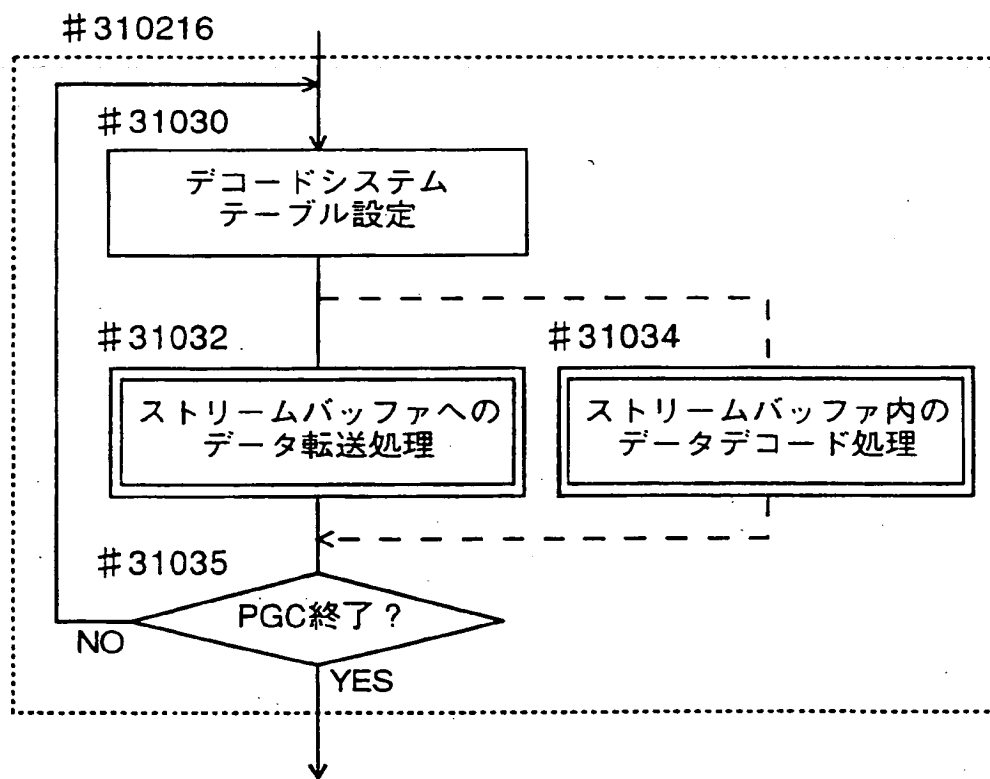 #310216
#31030
デコードシステム
テーブル設定
#31032
ストリームバッファへの
データ転送処理
#31034
ストリームバッファ内の
データデコード処理
#31035
PGC終了?
NO
YES